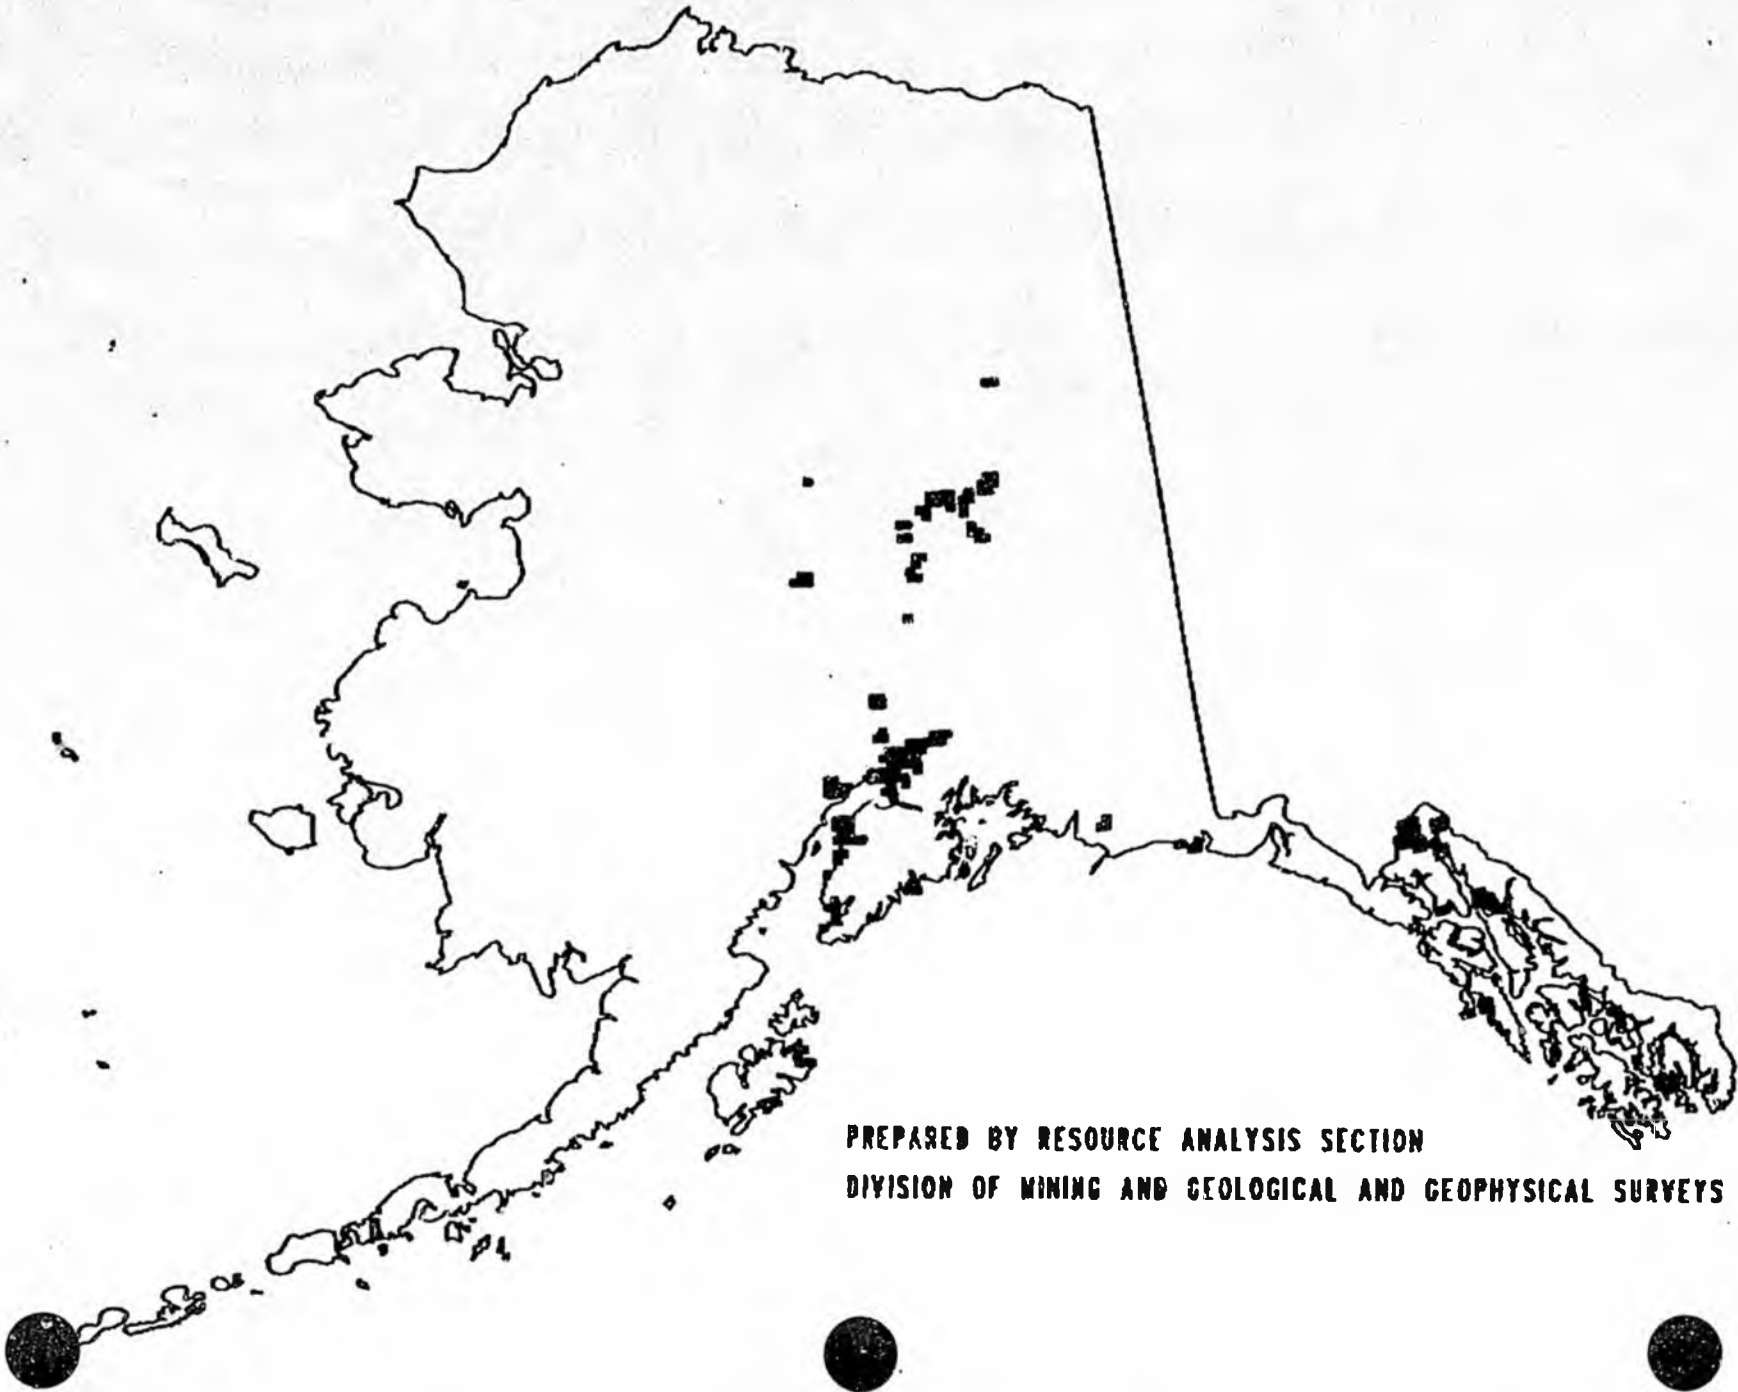 PREPARED BY RESOURCE ANALYSIS SECTION
DIVISION OF MINING AND GEOLOGICAL AND GEOPHYSICAL SURVEYS